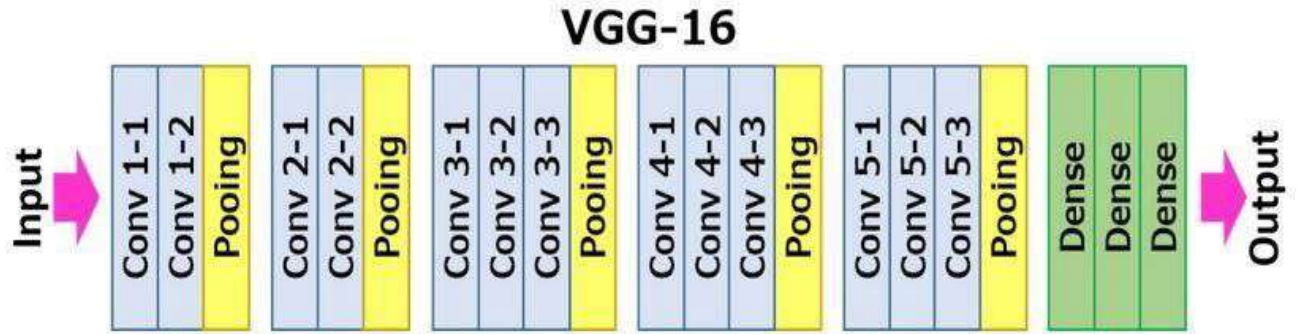 VGG-16
Input
Conv 1-1
Conv 1-2
Pooing
Conv 2-1
Conv 2-2
Pooing
Conv 3-1
Conv 3-2
Conv 3-3
Pooing
Conv 4-1
Conv 4-2
Conv 4-3
Pooing
Conv 5-1
Conv 5-2
Conv 5-3
Pooing
Dense
Dense
Dense
Output